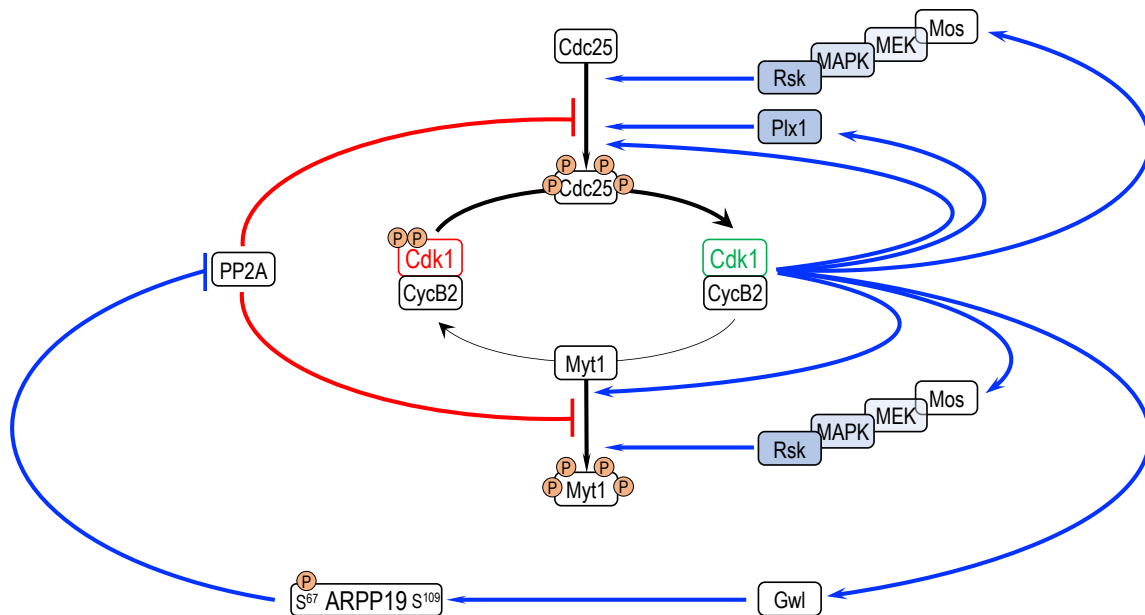 Mos
MEK
Cdc25
MAPK
Rsk
Plx1
P P
P Cdc25 P
P P
Cdk1
CycB2
Cdk1
CycB2
PP2A
Myt1
Mos
MEK
MAPK
Rsk
P P
P Myt1 P
P
S⁶⁷ ARPP19 S¹⁰⁹
Gwl